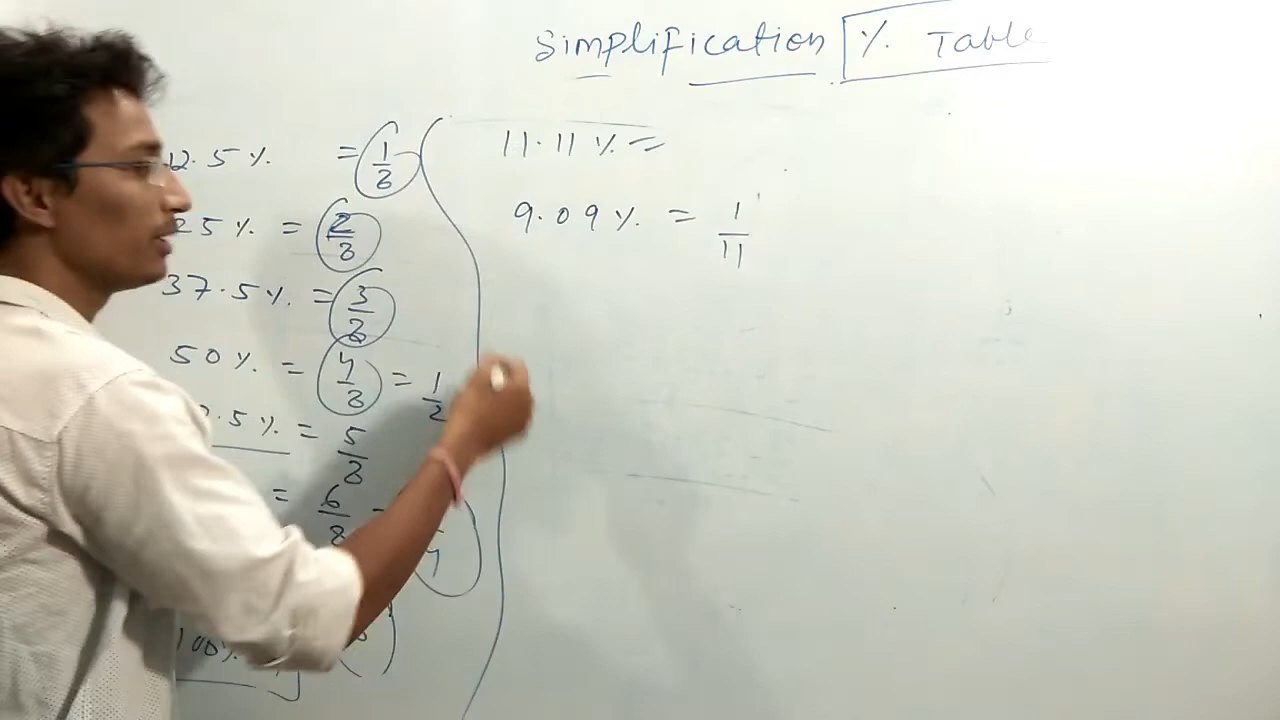 Simplification % Table
12.5 % = 1/8
25 % = 2/8
37.5 % = 3/8
50 % = 4/8 = 1/2
.5 % = 5/8
= 6/8 =
100%
11.11 % =
9.09 % = 1/11